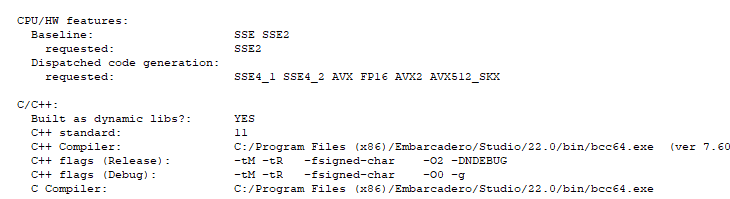 CPU/HW features:
Baseline: SSE SSE2
requested: SSE2
Dispatched code generation:
requested: SSE4_1 SSE4_2 AVX FP16 AVX2 AVX512_SKX
C/C++:
Built as dynamic libs?: YES
C++ standard: 11
C++ Compiler: C:/Program Files (x86)/Embarcadero/Studio/22.0/bin/bcc64.exe (ver 7.60
C++ flags (Release): -tM -tR -fsigned-char -O2 -DNDEBUG
C++ flags (Debug): -tM -tR -fsigned-char -O0 -g
C Compiler: C:/Program Files (x86)/Embarcadero/Studio/22.0/bin/bcc64.exe